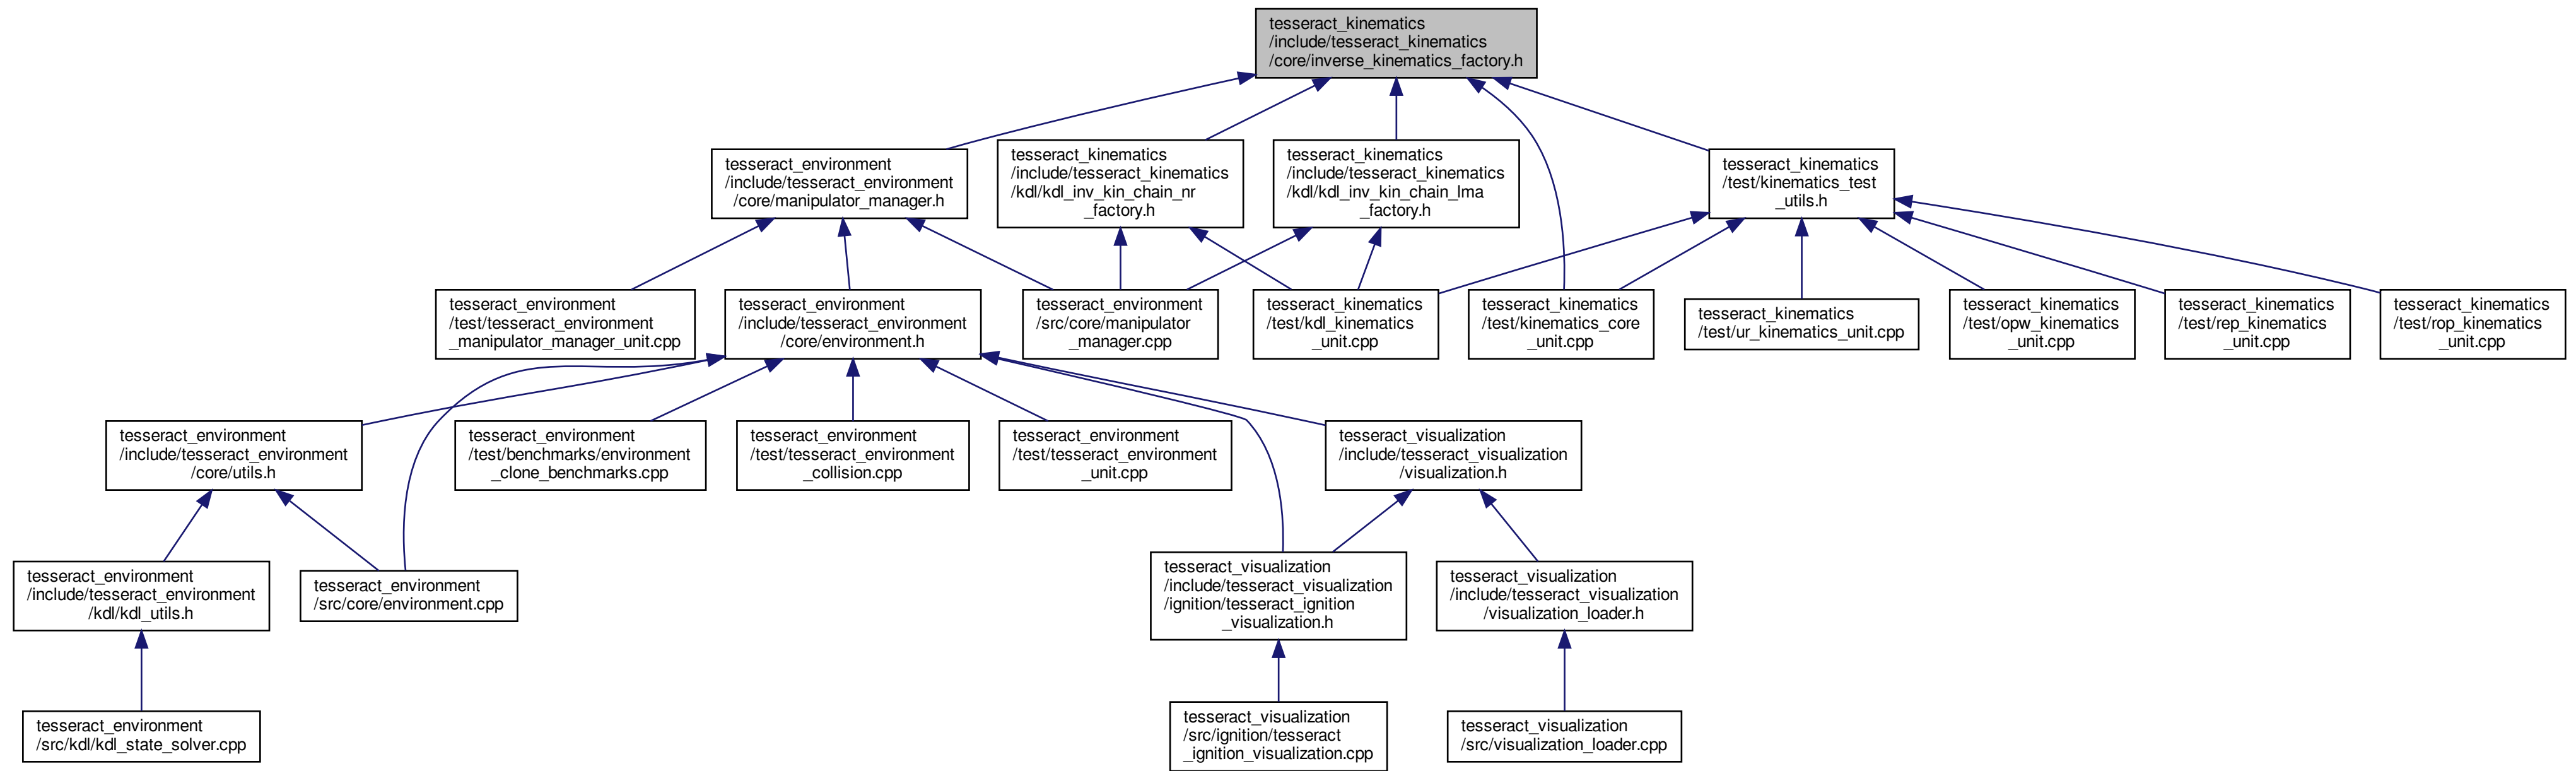 tesseract_kinematics
/include/tesseract_kinematics
/core/inverse_kinematics_factory.h
tesseract_environment
/include/tesseract_environment
/core/manipulator_manager.h
tesseract_kinematics
/include/tesseract_kinematics
/kdl/kdl_inv_kin_chain_nr
_factory.h
tesseract_kinematics
/include/tesseract_kinematics
/kdl/kdl_inv_kin_chain_lma
_factory.h
tesseract_kinematics
/test/kinematics_test
_utils.h
tesseract_environment
/test/tesseract_environment
_manipulator_manager_unit.cpp
tesseract_environment
/include/tesseract_environment
/core/environment.h
tesseract_environment
/src/core/manipulator
_manager.cpp
tesseract_kinematics
/test/kdl_kinematics
_unit.cpp
tesseract_kinematics
/test/kinematics_core
_unit.cpp
tesseract_kinematics
/test/ur_kinematics_unit.cpp
tesseract_kinematics
/test/opw_kinematics
_unit.cpp
tesseract_kinematics
/test/rep_kinematics
_unit.cpp
tesseract_kinematics
/test/rop_kinematics
_unit.cpp
tesseract_environment
/include/tesseract_environment
/core/utils.h
tesseract_environment
/test/benchmarks/environment
_clone_benchmarks.cpp
tesseract_environment
/test/tesseract_environment
_collision.cpp
tesseract_environment
/test/tesseract_environment
_unit.cpp
tesseract_visualization
/include/tesseract_visualization
/visualization.h
tesseract_environment
/include/tesseract_environment
/kdl/kdl_utils.h
tesseract_environment
/src/core/environment.cpp
tesseract_visualization
/include/tesseract_visualization
/ignition/tesseract_ignition
_visualization.h
tesseract_visualization
/include/tesseract_visualization
/visualization_loader.h
tesseract_environment
/src/kdl/kdl_state_solver.cpp
tesseract_visualization
/src/ignition/tesseract
_ignition_visualization.cpp
tesseract_visualization
/src/visualization_loader.cpp